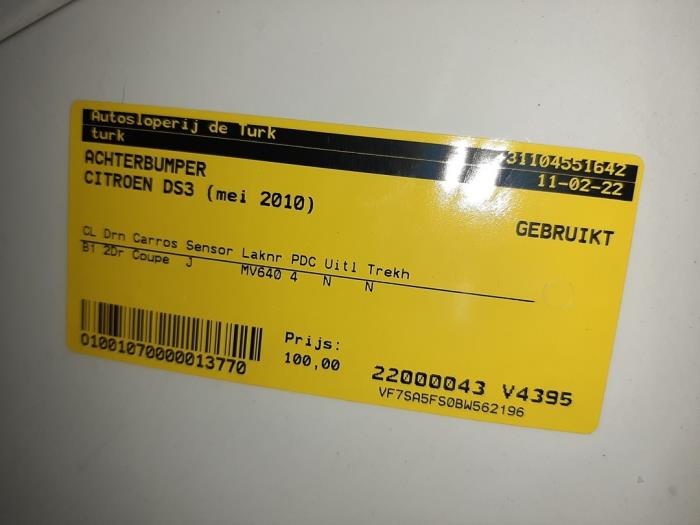 Autosloperij de Turk
turk
31104551642
11-02-22
ACHTERBUMPER
CITROEN DS3 (mei 2010)
GEBRUIKT
CL Drn Carros Sensor Laknr PDC Uitl Trekh
B1 2Dr Coupe J MV640 4 N N
01001070000013770
Prijs:
100,00
22000043 V4395
VF7SA5FS0BW562196